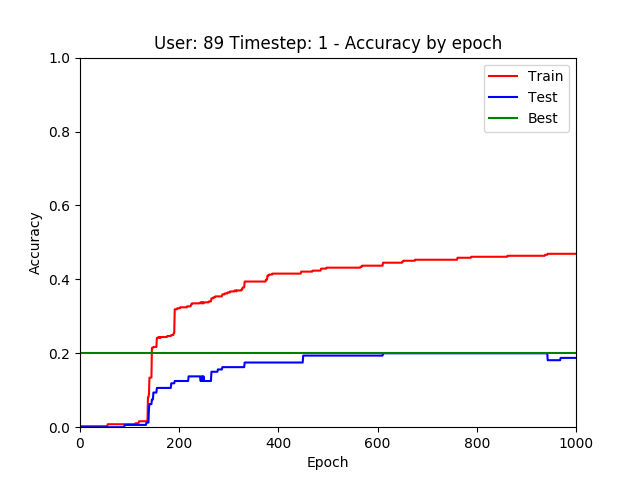 User: 89 Timestep: 1 - Accuracy by epoch
1.0
0.8
0.6
0.4
0.2
0.0
Accuracy
0 200 400 600 800 1000
Epoch
Train
Test
Best